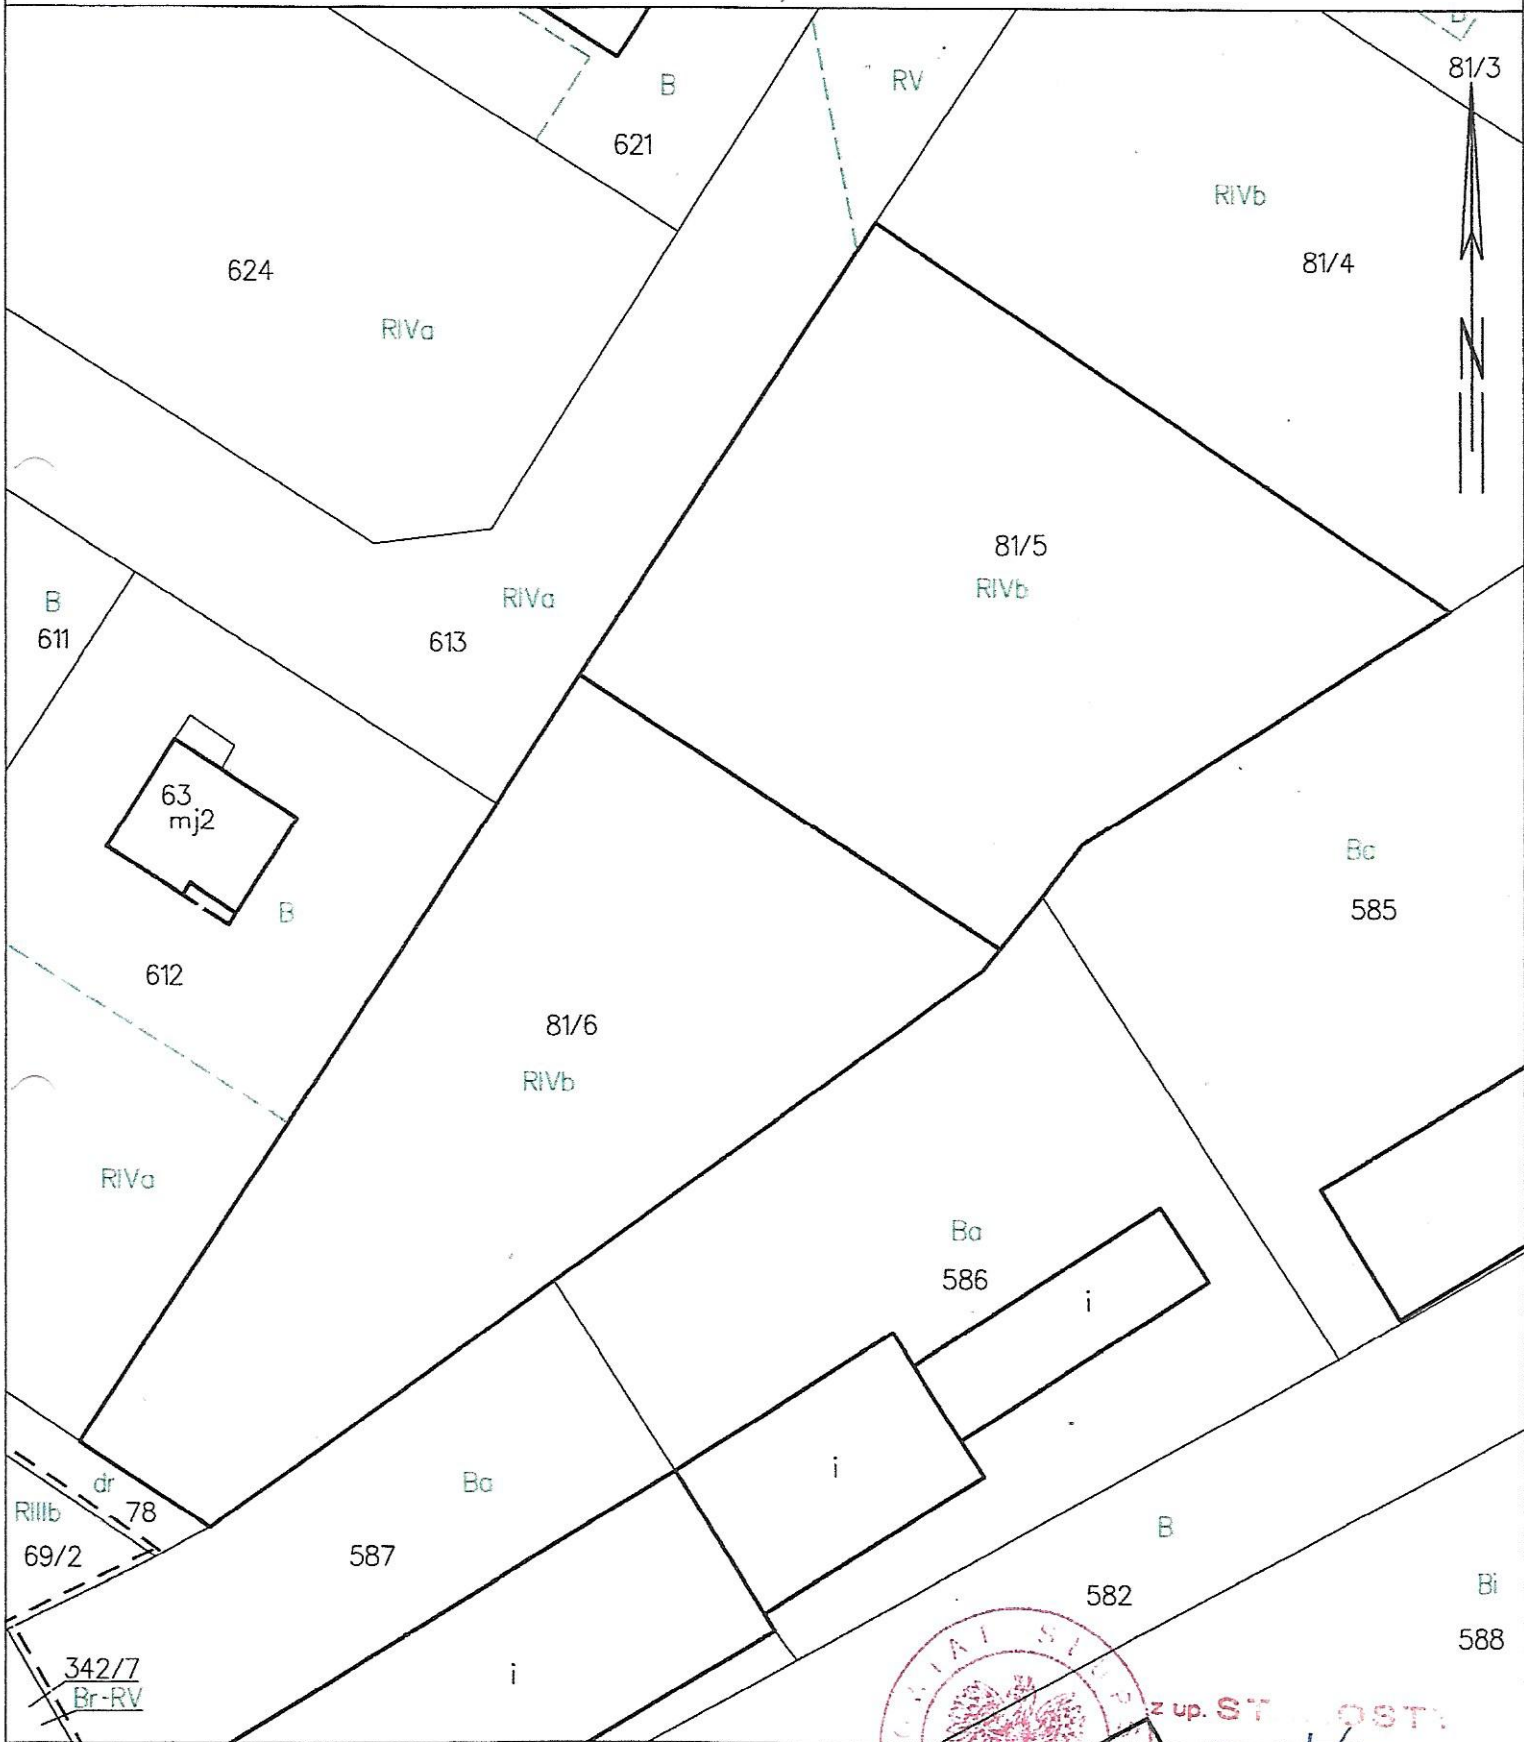 81/3
B
RV
621
RIVb
81/4
624
RIVa
N
81/5
RIVb
B
611
RIVa
613
63
mj2
B
612
585
81/6
RIVb
RIVa
Ba
586
i
i
dr
78
RIIIb
69/2
Ba
587
B
582
Bi
588
342/7
Br-RV
i
z up. ST
OST